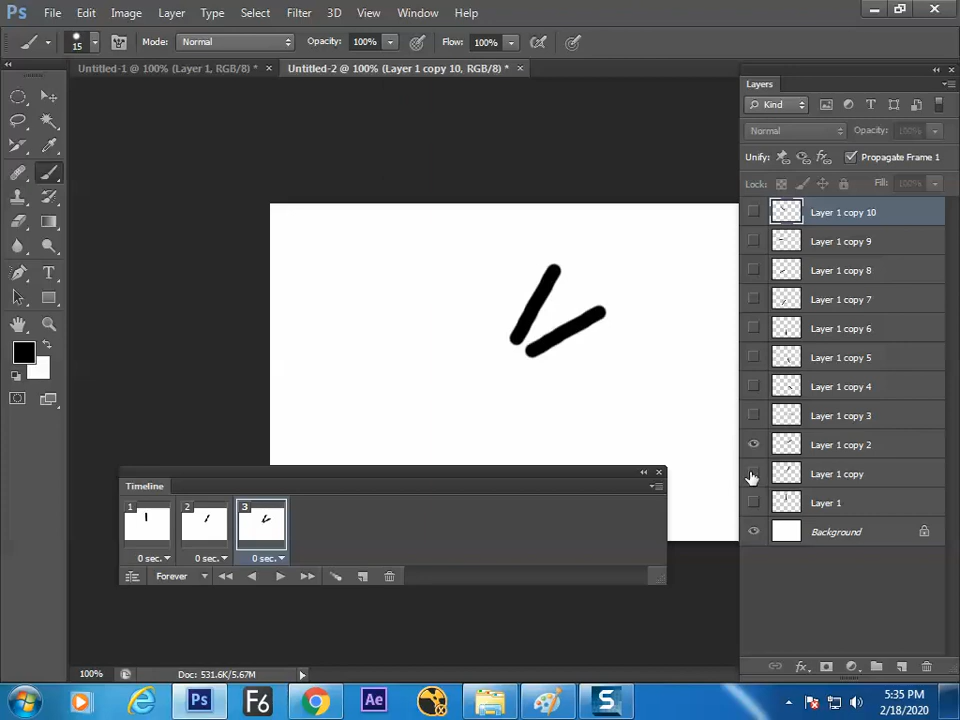 Ps File Edit Image Layer Type Select Filter 3D View Window Help
15 Mode: Normal Opacity: 100% Flow: 100%
Untitled-1 @ 100% (Layer 1, RGB/8) * × Untitled-2 @ 100% (Layer 1 copy 10, RGB/8) * ×
Layers
Kind
Normal Opacity: 100%
Unify: Propagate Frame 1
Lock: Fill: 100%
Layer 1 copy 10
Layer 1 copy 9
Layer 1 copy 8
Layer 1 copy 7
Layer 1 copy 6
Layer 1 copy 5
Layer 1 copy 4
Layer 1 copy 3
Layer 1 copy 2
Layer 1 copy
Layer 1
Background
Timeline
1 2 3
0 sec. 0 sec. 0 sec.
Forever
100% Doc: 531.6K/5.67M
Ps F6 Ae S
5:35 PM
2/18/2020